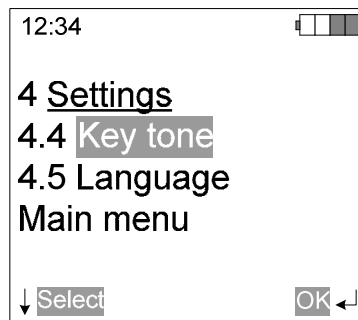 12:34
4 Settings
4.4 Key tone
4.5 Language
Main menu
↓ Select OK ↵